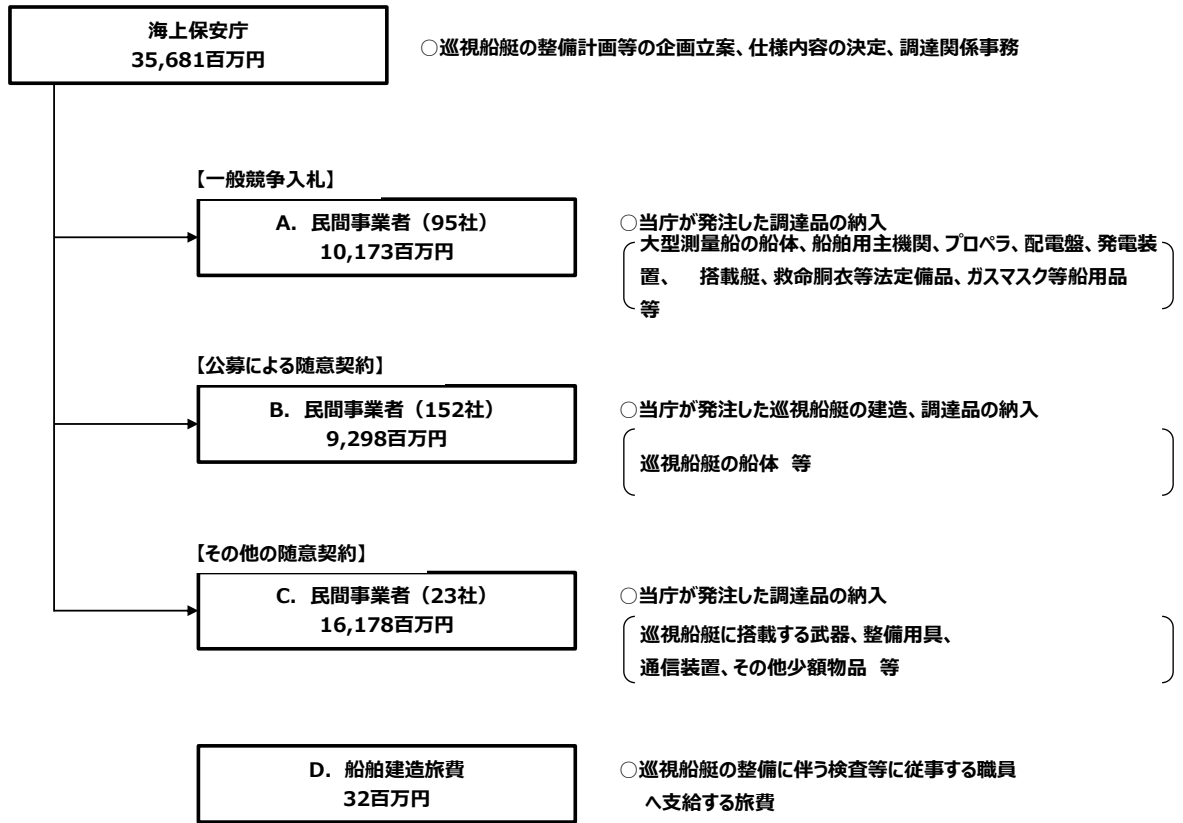 海上保安庁
35,681百万円
○巡視船艇の整備計画等の企画立案、仕様内容の決定、調達関係事務
【一般競争入札】
A. 民間事業者（95社）
10,173百万円
○当庁が発注した調達品の納入
大型測量船の船体、船舶用主機関、プロペラ、配電盤、発電装
置、　搭載艇、救命胴衣等法定備品、ガスマスク等船用品
等
【公募による随意契約】
B. 民間事業者（152社）
9,298百万円
○当庁が発注した巡視船艇の建造、調達品の納入
巡視船艇の船体 等
【その他の随意契約】
C. 民間事業者（23社）
16,178百万円
○当庁が発注した調達品の納入
巡視船艇に搭載する武器、整備用具、
通信装置、その他少額物品 等
D. 船舶建造旅費
32百万円
○巡視船艇の整備に伴う検査等に従事する職員
へ支給する旅費